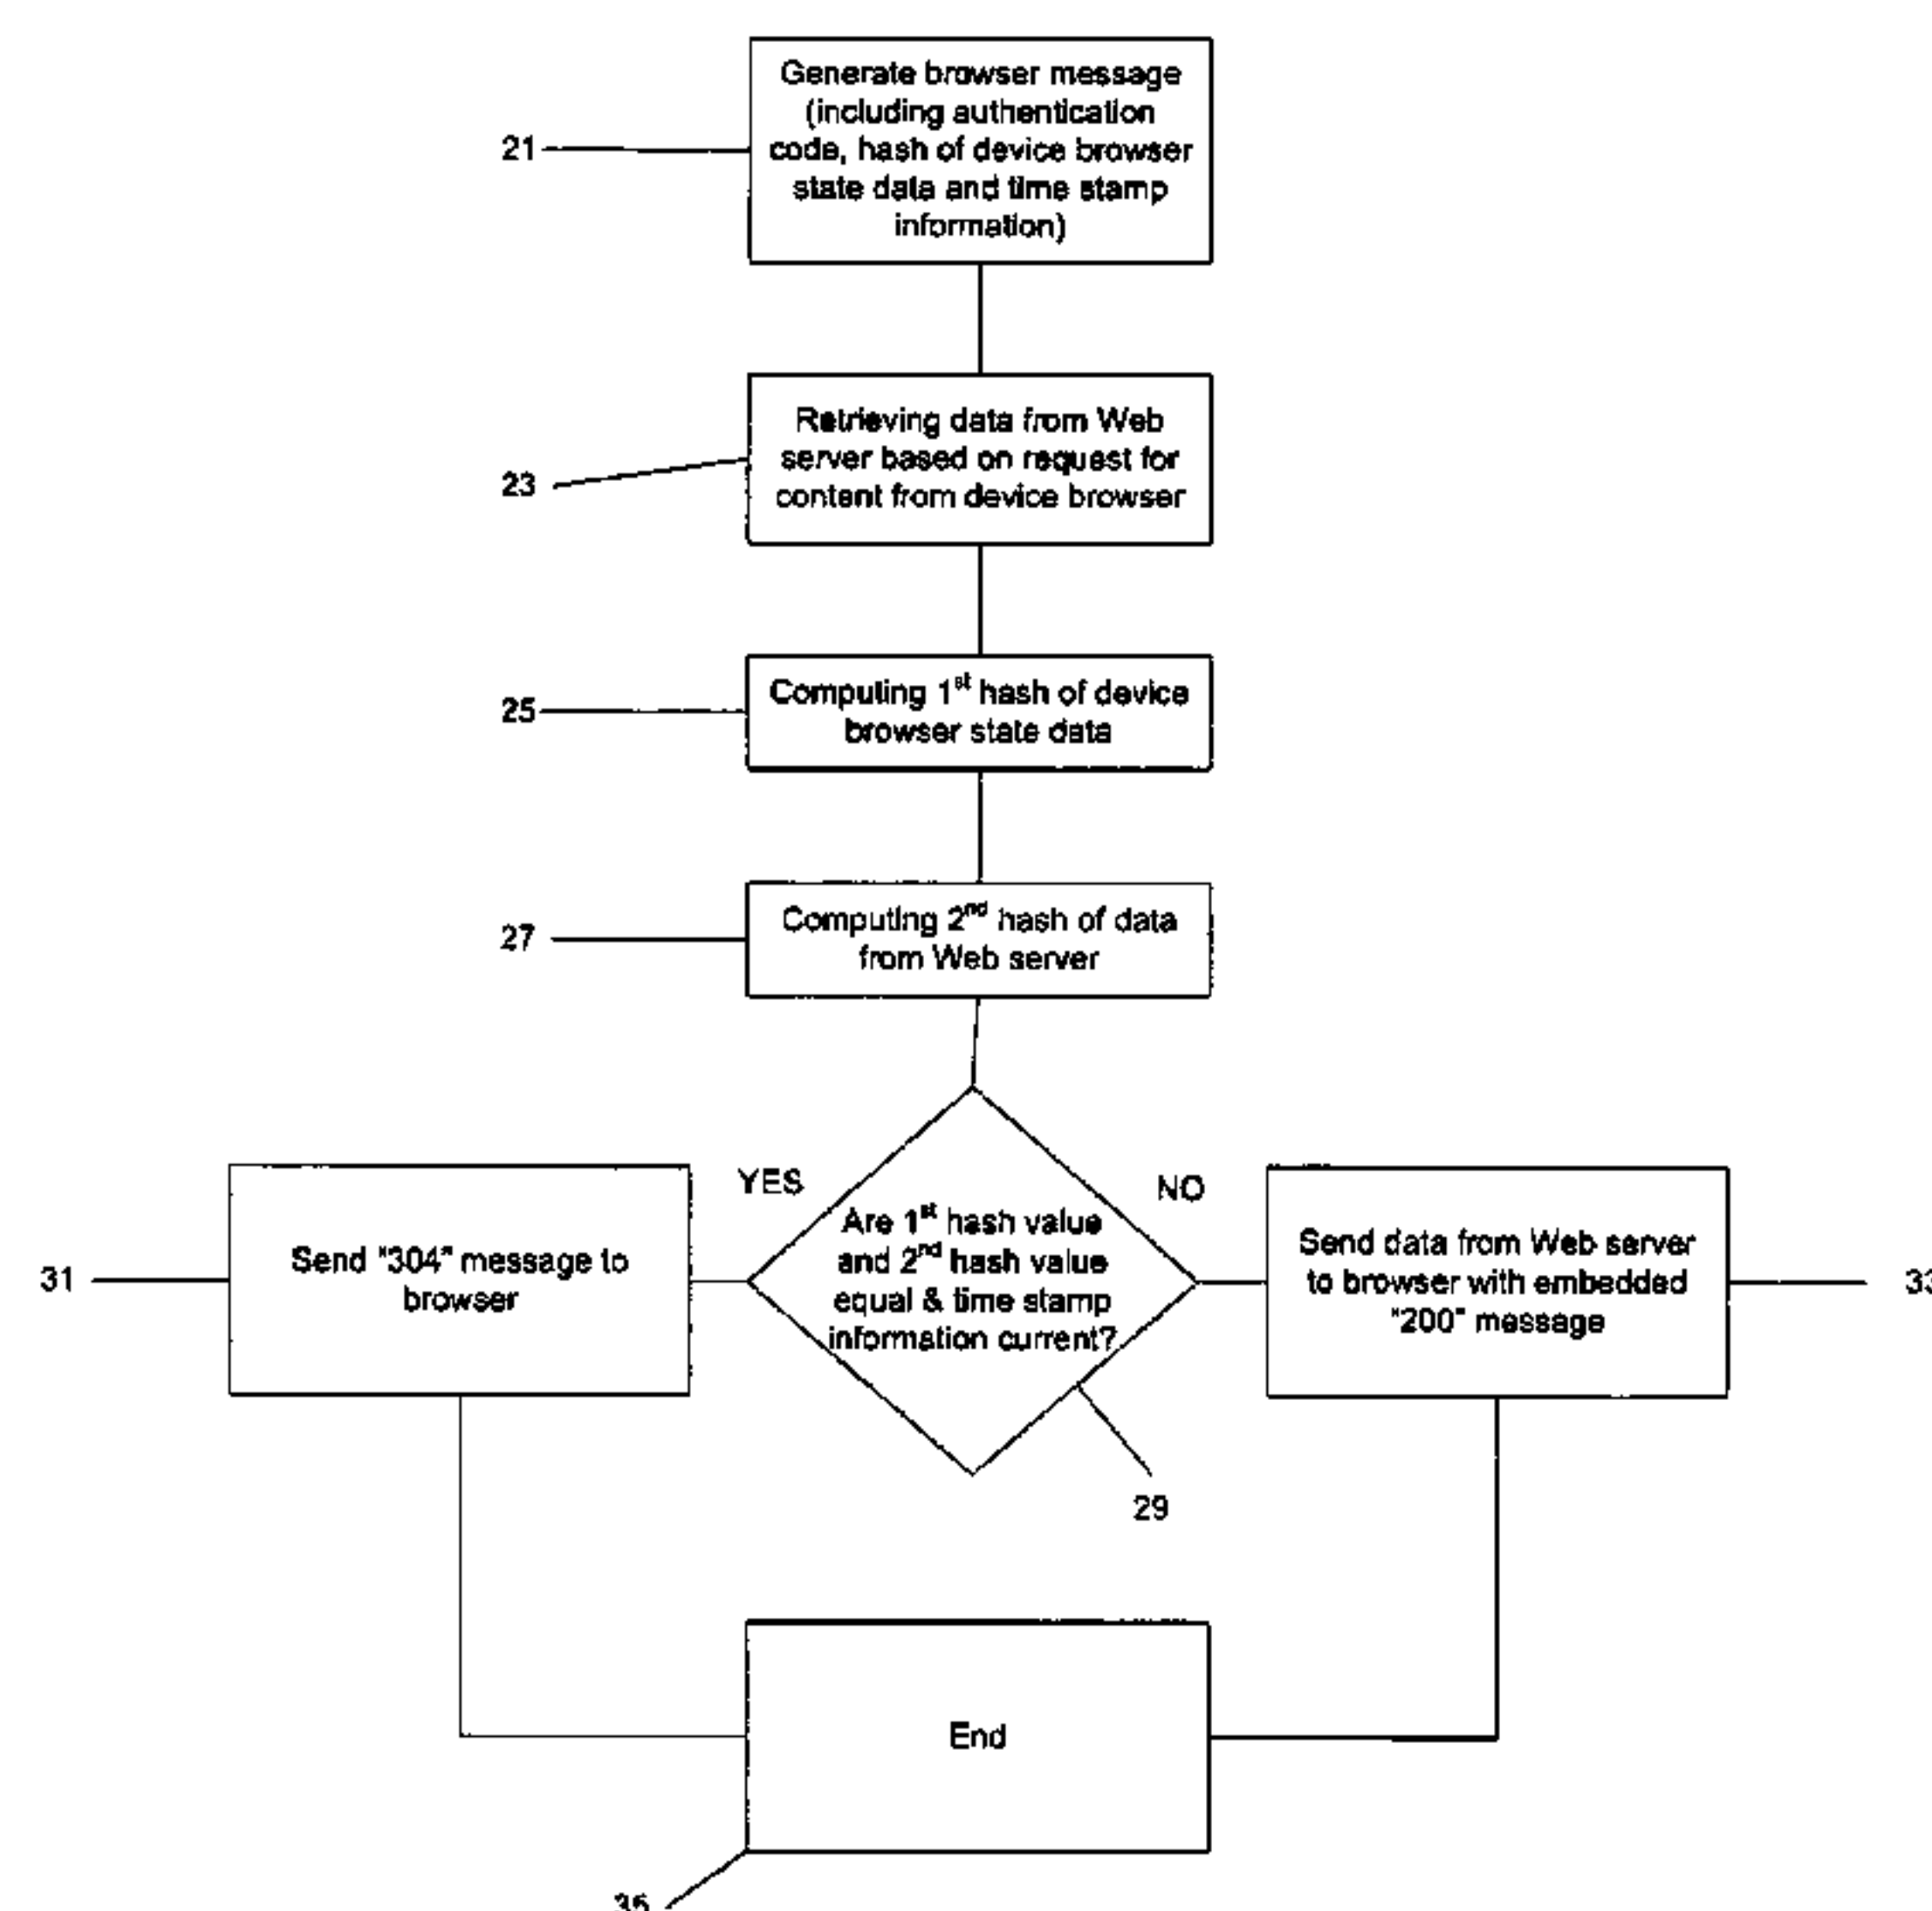 Generate browser message
(including authentication
code, hash of device browser
state data and time stamp
information)
21
Retrieving data from Web
server based on request for
content from device browser
23
Computing 1st hash of device
browser state data
25
Computing 2nd hash of data
from Web server
27
YES
NO
Are 1st hash value
and 2nd hash value
equal & time stamp
information current?
29
Send "304" message to
browser
31
Send data from Web server
to browser with embedded
"200" message
33
End
35